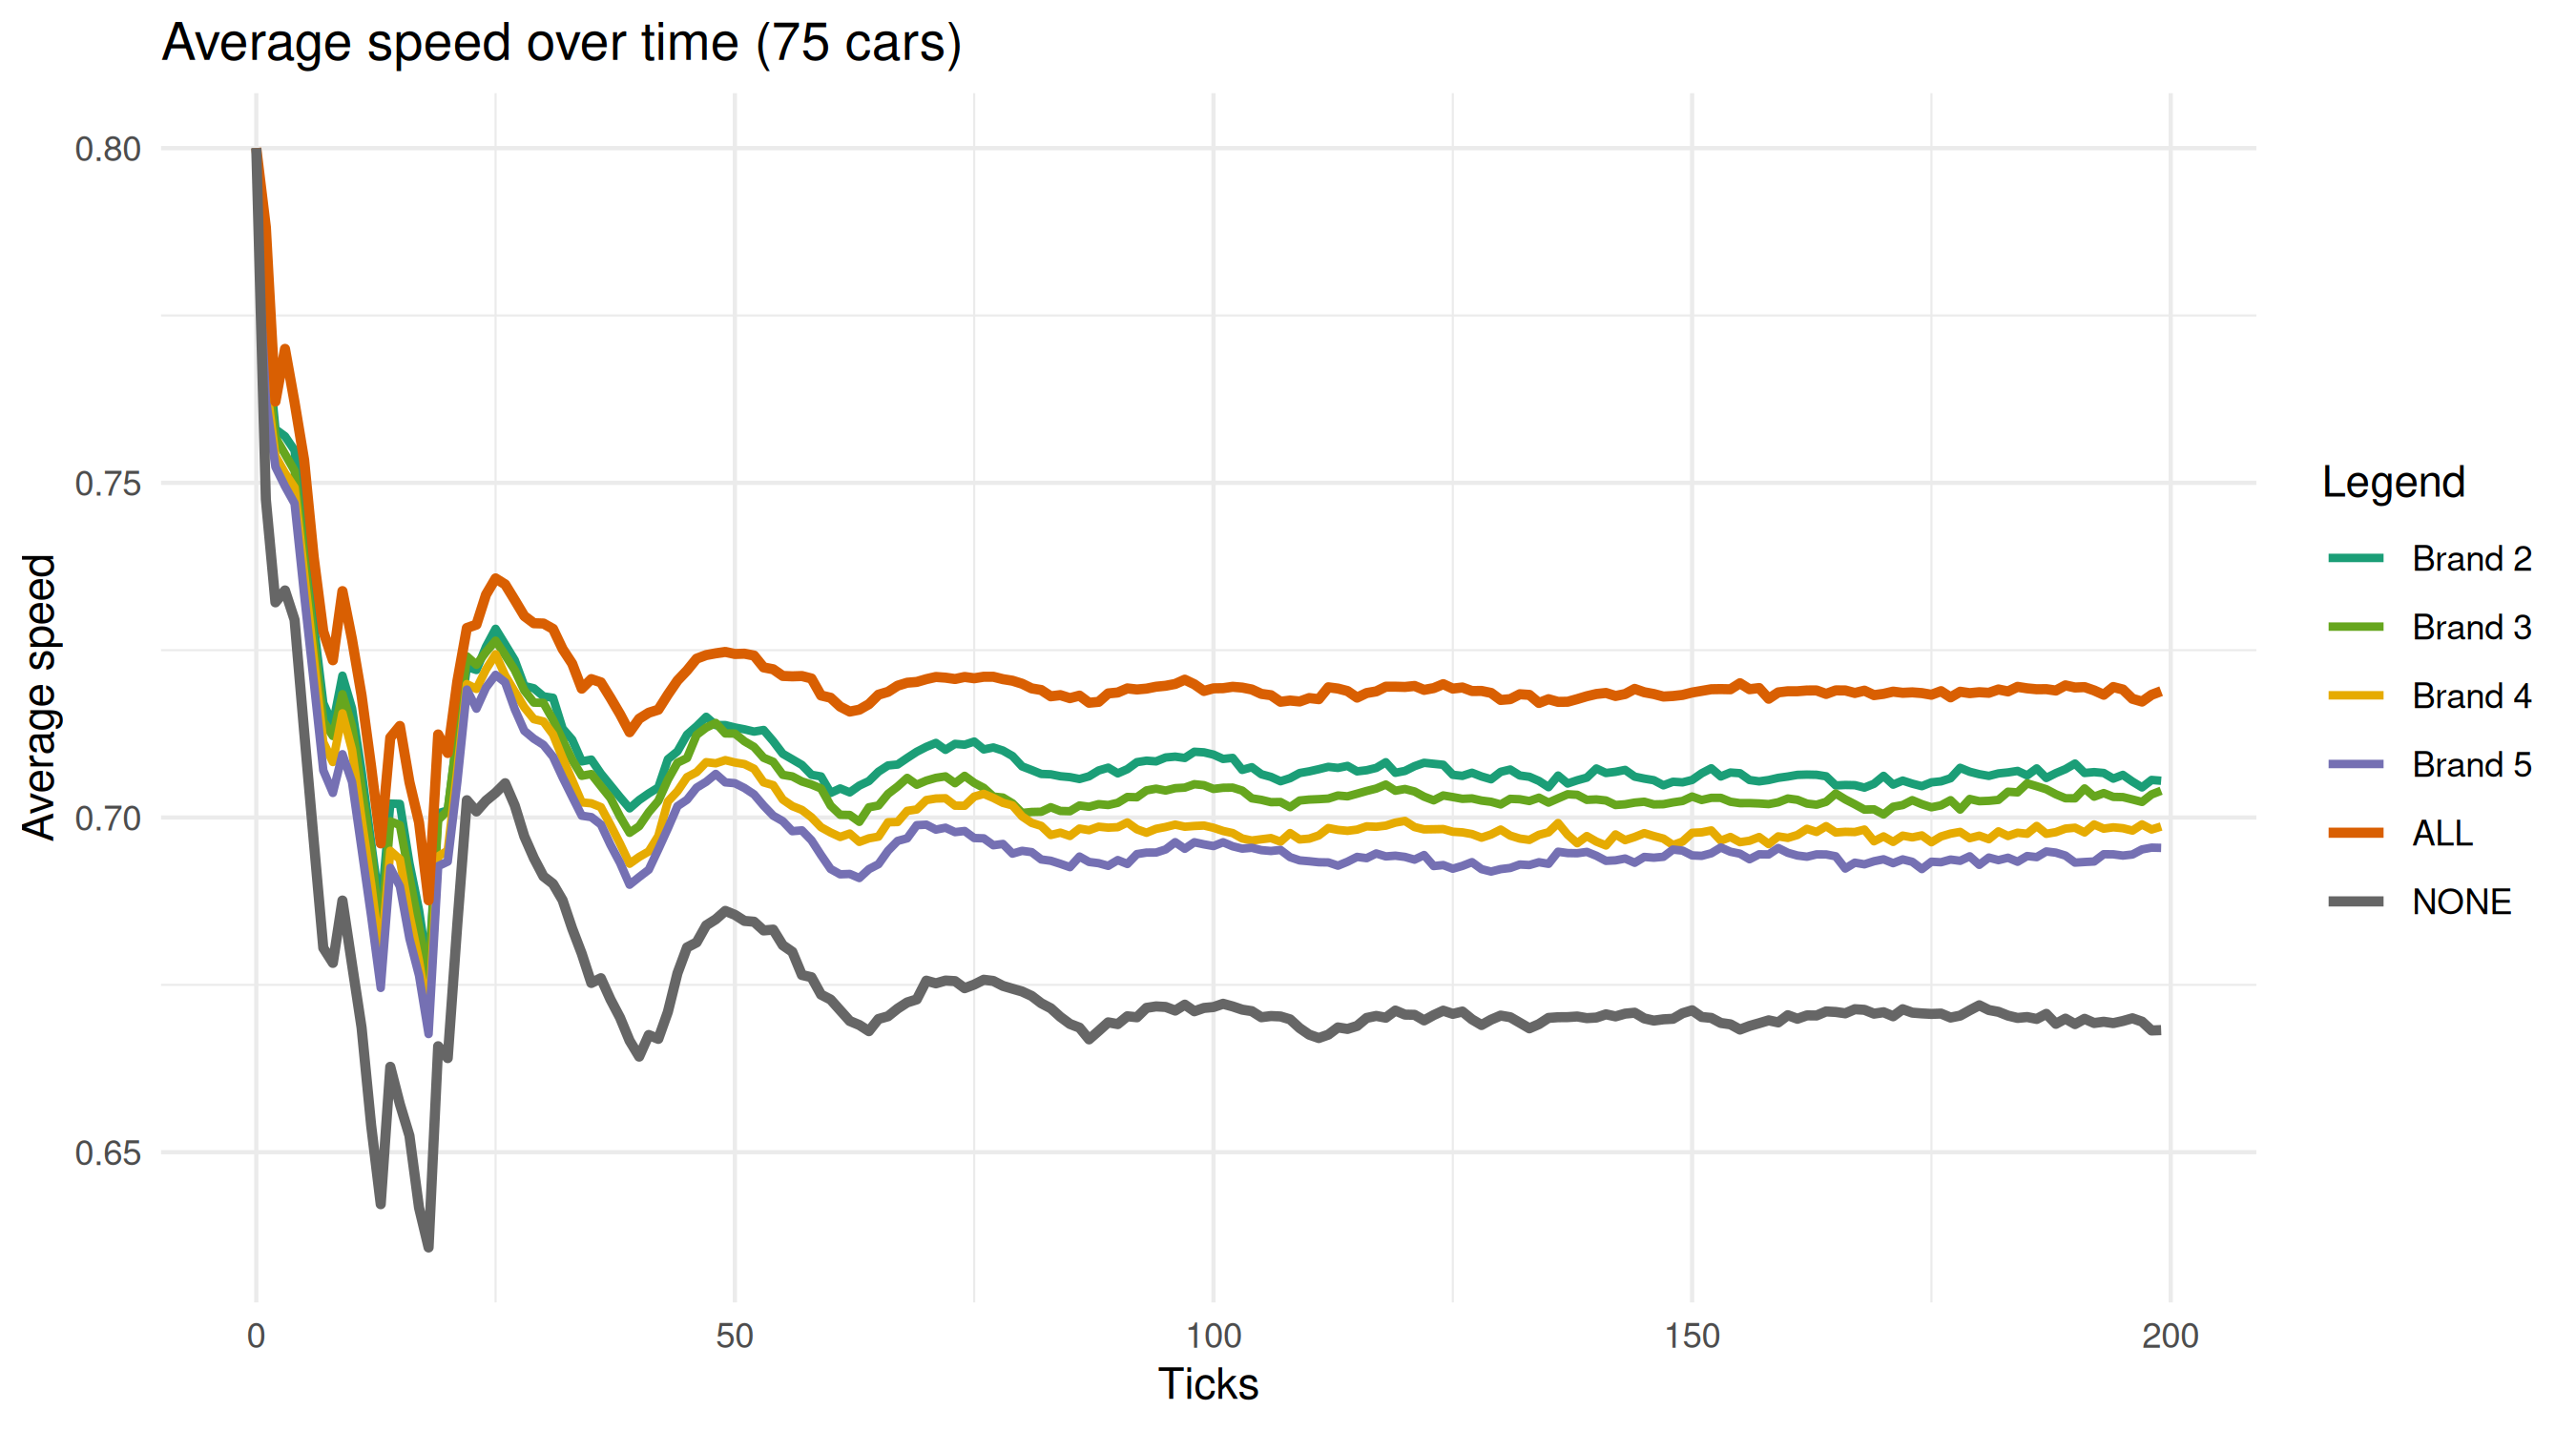 Average speed over time (75 cars)
0.80
0.75
0.70
0.65
Average speed
0 50 100 150 200
Ticks
Legend
Brand 2
Brand 3
Brand 4
Brand 5
ALL
NONE